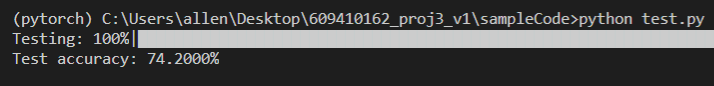 (pytorch) C:\Users\allen\Desktop\609410162_proj3_v1\sampleCode>python test.py
Testing: 100%|
Test accuracy: 74.2000%